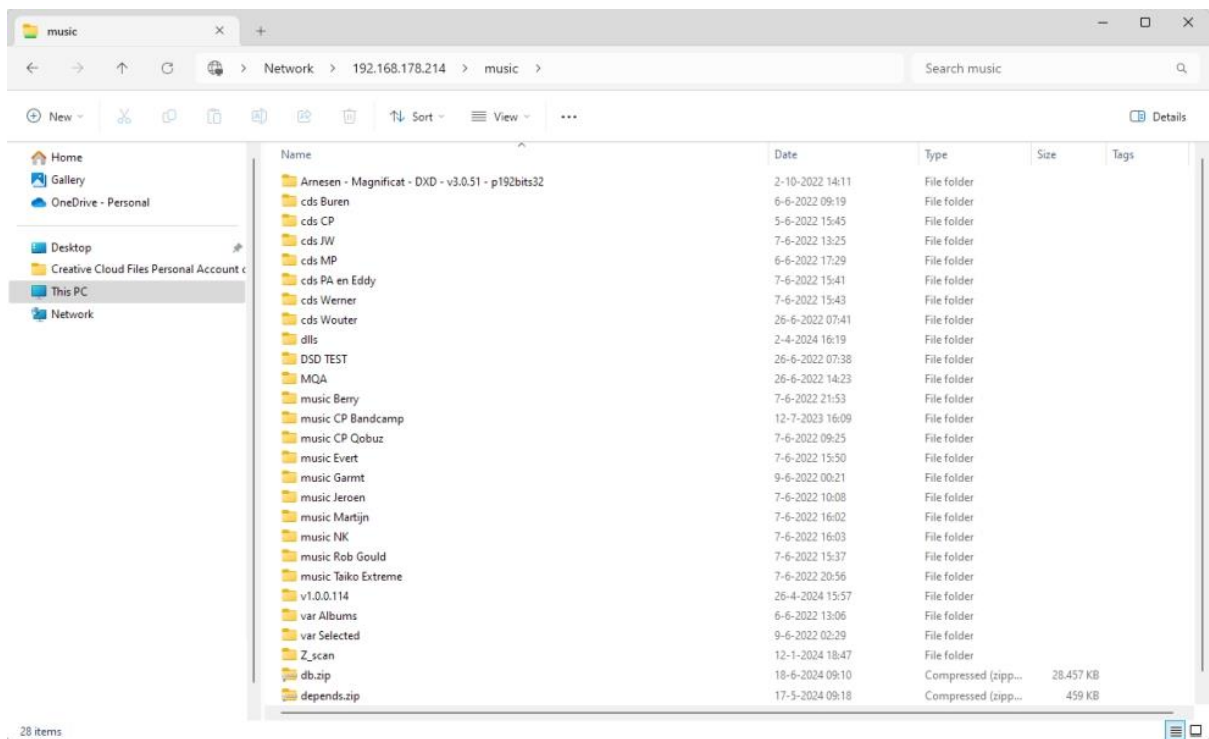 music
Network > 192.168.178.214 > music >
Search music
New
Sort
View
...
Details
Home
Gallery
OneDrive - Personal
Desktop
Creative Cloud Files Personal Account
This PC
Network
Name Date Type Size Tags
Arnesen - Magnificat - DXD - v3.0.51 - p192bits32 2-10-2022 14:11 File folder
cds Buren 6-6-2022 09:19 File folder
cds CP 5-6-2022 15:45 File folder
cds JW 7-6-2022 13:25 File folder
cds MP 6-6-2022 17:29 File folder
cds PA en Eddy 7-6-2022 15:41 File folder
cds Werner 7-6-2022 15:43 File folder
cds Wouter 26-6-2022 07:41 File folder
dlls 2-4-2024 16:19 File folder
DSD TEST 26-6-2022 07:38 File folder
MQA 26-6-2022 14:23 File folder
music Berry 7-6-2022 21:53 File folder
music CP Bandcamp 12-7-2023 16:09 File folder
music CP Qobuz 7-6-2022 09:25 File folder
music Evert 7-6-2022 15:50 File folder
music Garmt 9-6-2022 00:21 File folder
music Jeroen 7-6-2022 10:08 File folder
music Martijn 7-6-2022 16:02 File folder
music NK 7-6-2022 16:03 File folder
music Rob Gould 7-6-2022 15:37 File folder
music Taiko Extreme 7-6-2022 20:56 File folder
v1.0.0.114 26-4-2024 15:57 File folder
var Albums 6-6-2022 13:06 File folder
var Selected 9-6-2022 02:29 File folder
Z_scan 12-1-2024 18:47 File folder
db.zip 18-6-2024 09:10 Compressed (zipp... 28.457 KB
depends.zip 17-5-2024 09:18 Compressed (zipp... 459 KB
28 items